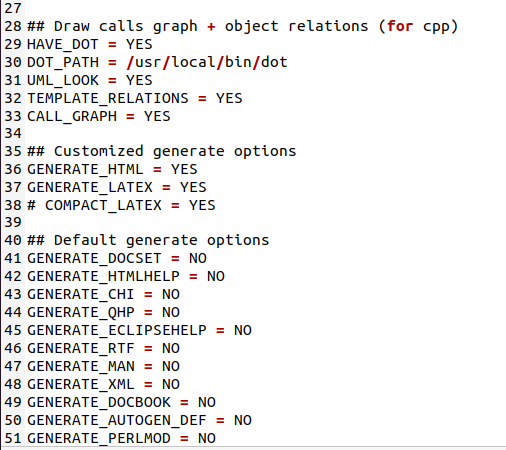 27
28 ## Draw calls graph + object relations (for cpp)
29 HAVE_DOT = YES
30 DOT_PATH = /usr/local/bin/dot
31 UML_LOOK = YES
32 TEMPLATE_RELATIONS = YES
33 CALL_GRAPH = YES
34
35 ## Customized generate options
36 GENERATE_HTML = YES
37 GENERATE_LATEX = YES
38 # COMPACT_LATEX = YES
39
40 ## Default generate options
41 GENERATE_DOCSET = NO
42 GENERATE_HTMLHELP = NO
43 GENERATE_CHI = NO
44 GENERATE_QHP = NO
45 GENERATE_ECLIPSEHELP = NO
46 GENERATE_RTF = NO
47 GENERATE_MAN = NO
48 GENERATE_XML = NO
49 GENERATE_DOCBOOK = NO
50 GENERATE_AUTOGEN_DEF = NO
51 GENERATE_PERLMOD = NO